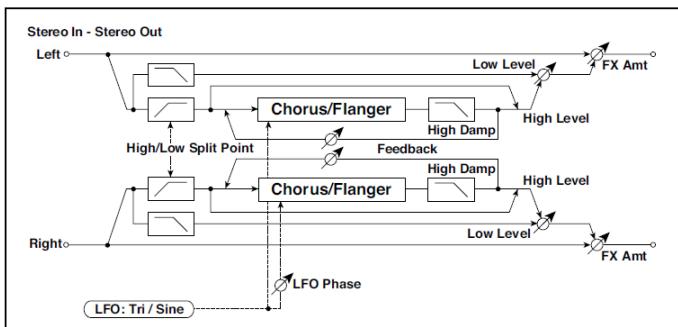 Stereo In - Stereo Out
Left
Low Level
FX Amt
Chorus/Flanger
High Level
High Damp
High/Low Split Point
Feedback
High Damp
Chorus/Flanger
High Level
Low Level
Right
FX Amt
LFO Phase
LFO: Tri / Sine